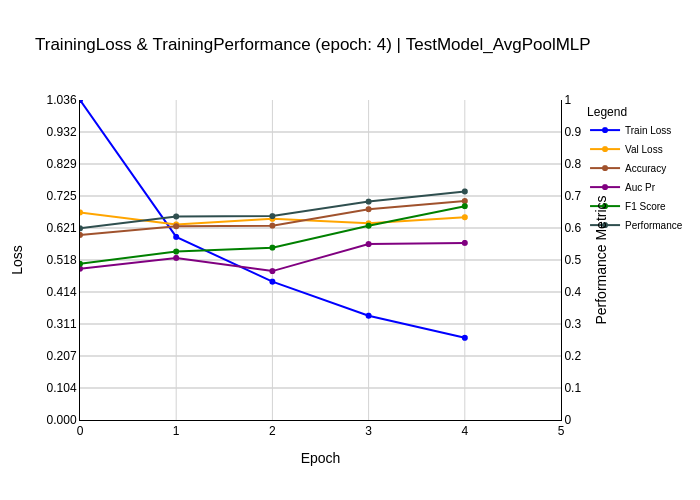 TrainingLoss & TrainingPerformance (epoch: 4) | TestModel_AvgPoolMLP
1.036
0.932
0.829
0.725
0.621
0.518
0.414
0.311
0.207
0.104
0.000
Loss
0
1
2
3
4
5
Epoch
1
0.9
0.8
0.7
0.6
0.5
0.4
0.3
0.2
0.1
0
Performance Metrics
Legend
Train Loss
Val Loss
Accuracy
Auc Pr
F1 Score
Performance